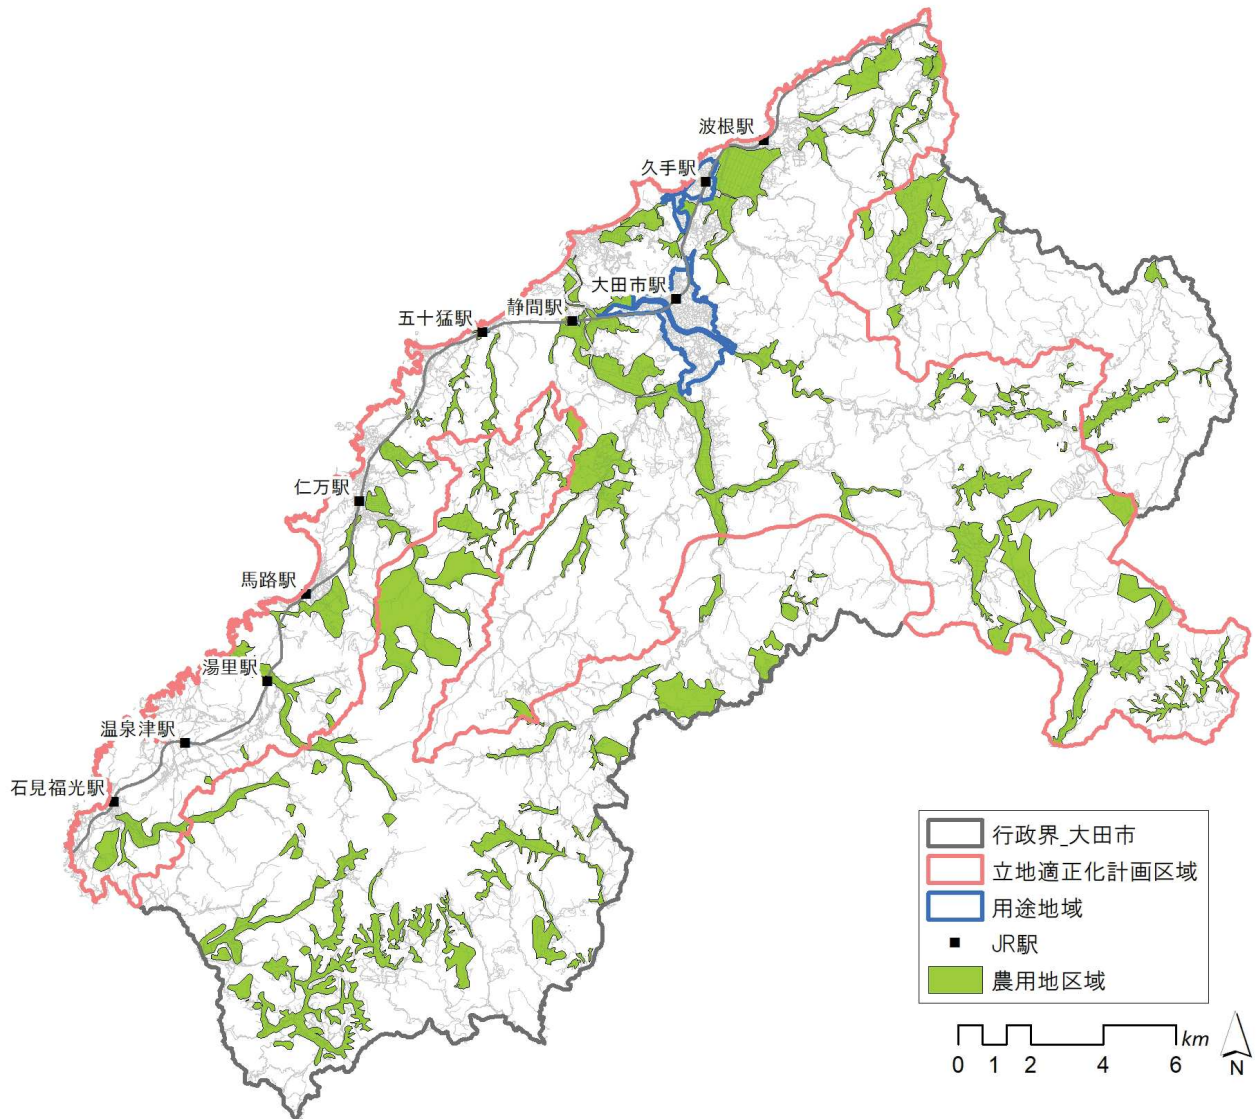 波根駅
久手駅
大田市駅
静間駅
五十猛駅
仁万駅
馬路駅
湯里駅
温泉津駅
石見福光駅
行政界_大田市
立地適正化計画区域
用途地域
JR駅
農用地区域
km
0 1 2 4 6
N